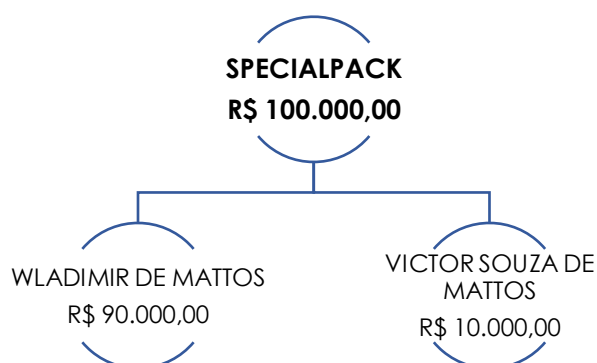 SPECIALPACK
R$ 100.000,00
WLADIMIR DE MATTOS
R$ 90.000,00
VICTOR SOUZA DE
MATTOS
R$ 10.000,00